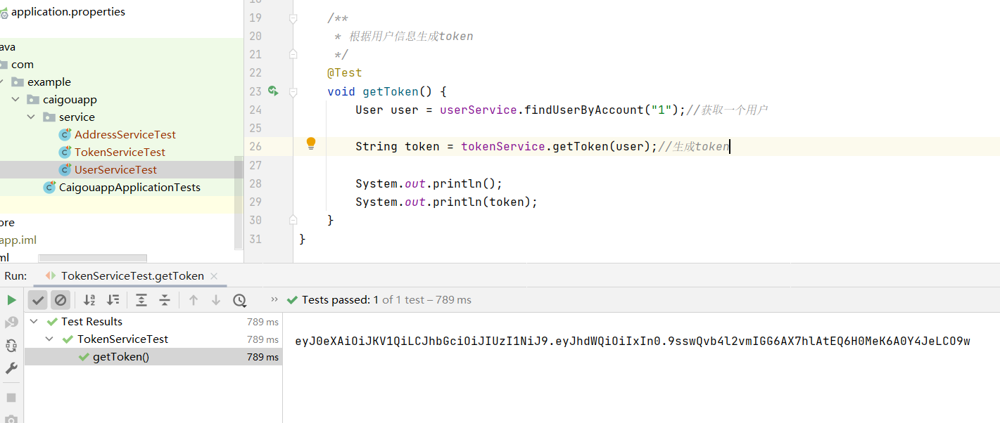 application.properties
ava
com
example
caigouapp
service
AddressServiceTest
TokenServiceTest
UserServiceTest
CaigouappApplicationTests
ore
app.iml
ml
18
19 /**
20 * 根据用户信息生成token
21 */
22 @Test
23 void getToken() {
24 User user = userService.findUserByAccount("1");//获取一个用户
25
26 String token = tokenService.getToken(user);//生成token
27
28 System.out.println();
29 System.out.println(token);
30 }
31 }
Run: TokenServiceTest.getToken
Tests passed: 1 of 1 test – 789 ms
Test Results 789 ms
TokenServiceTest 789 ms
getToken() 789 ms
eyJ0eXAiOiJKV1QiLCJhbGciOiJIUzI1NiJ9.eyJhdWQiOiIxIn0.9sswQvb4l2vmIGG6AX7hlAtEQ6H0MeK6A0Y4JeLCO9w